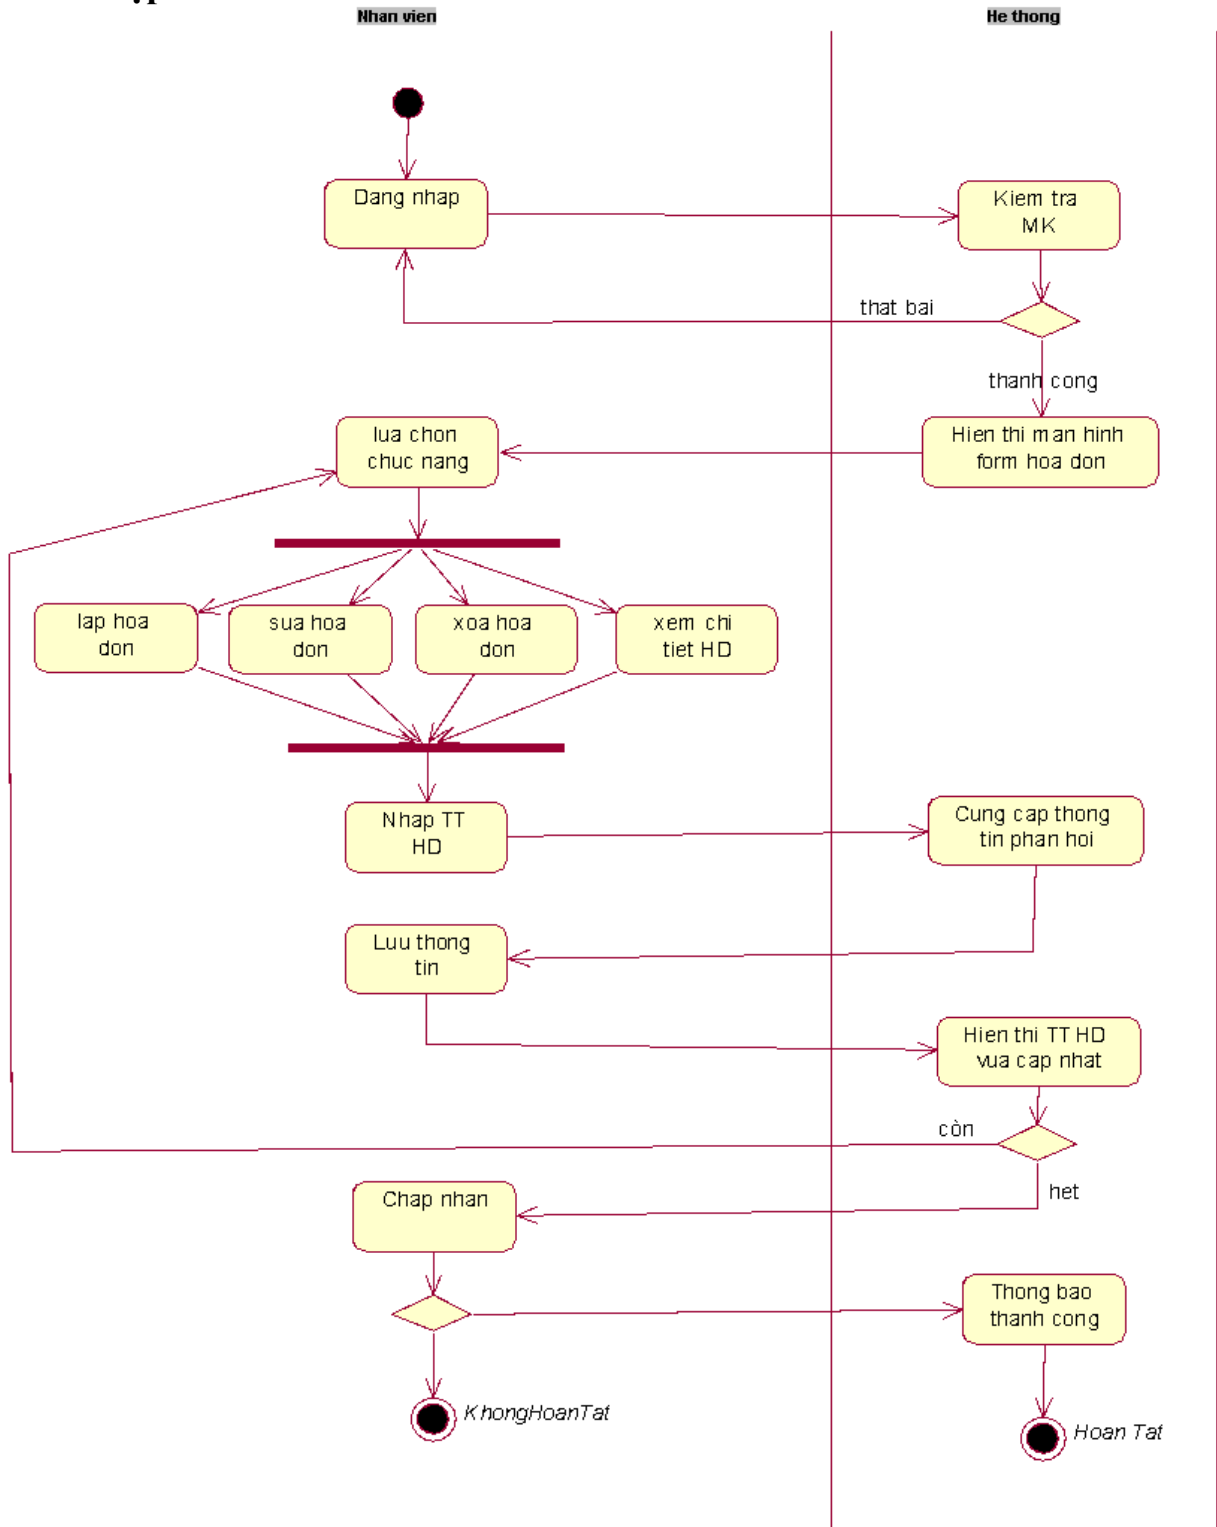 Nhan vien
He thong
Dang nhap
Kiem tra
MK
that bai
thanh cong
lua chon
chuc nang
Hien thi man hinh
form hoa don
lap hoa
don
sua hoa
don
xoa hoa
don
xem chi
tiet HD
Nhap TT
HD
Cung cap thong
tin phan hoi
Luu thong
tin
Hien thi TT HD
vua cap nhat
còn
het
Chap nhan
Thong bao
thanh cong
KhongHoanTat
Hoan Tat